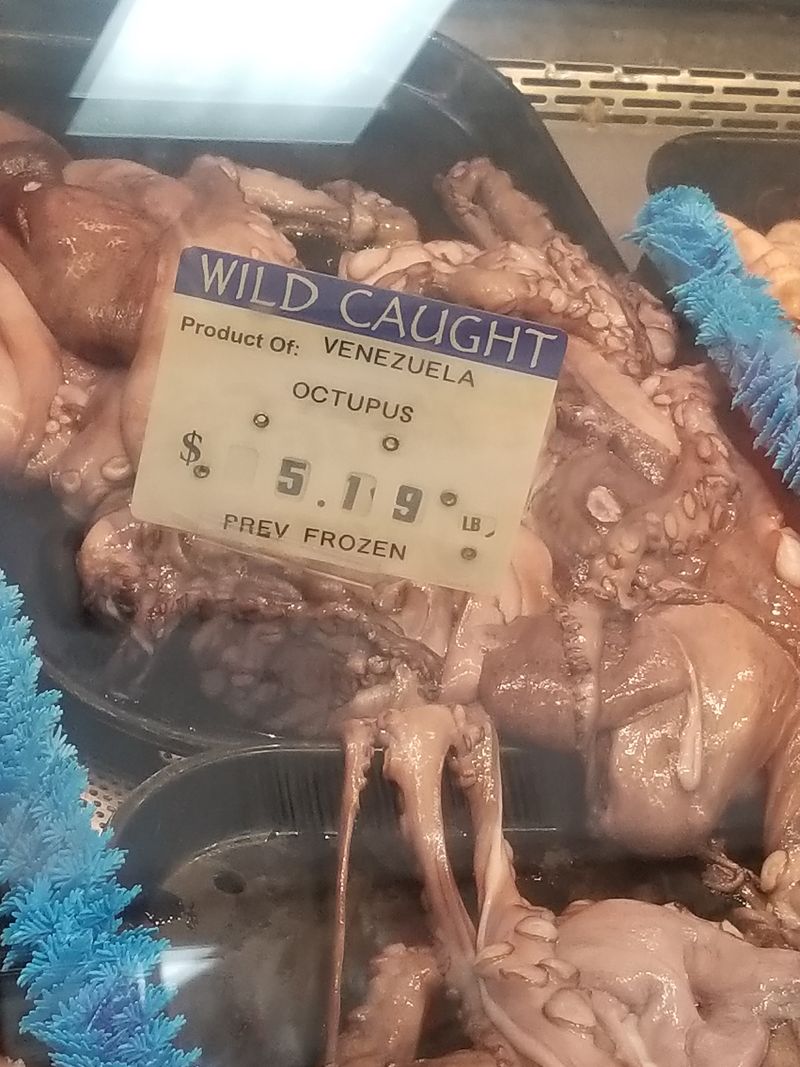 WILD CAUGHT
Product Of: VENEZUELA
OCTUPUS
$ 5.19 LB
PREV FROZEN